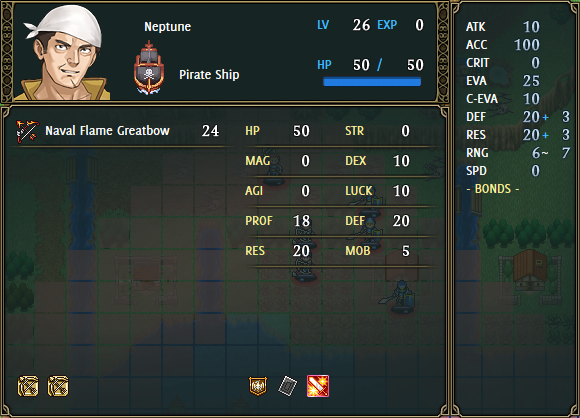 Neptune
LV 26 EXP 0
Pirate Ship
HP 50 / 50
Naval Flame Greatbow 24
HP 50 STR 0
MAG 0 DEX 10
AGI 0 LUCK 10
PROF 18 DEF 20
RES 20 MOB 5
ATK 10
ACC 100
CRIT 0
EVA 25
C-EVA 10
DEF 20+ 3
RES 20+ 3
RNG 6~ 7
SPD 0
- BONDS -